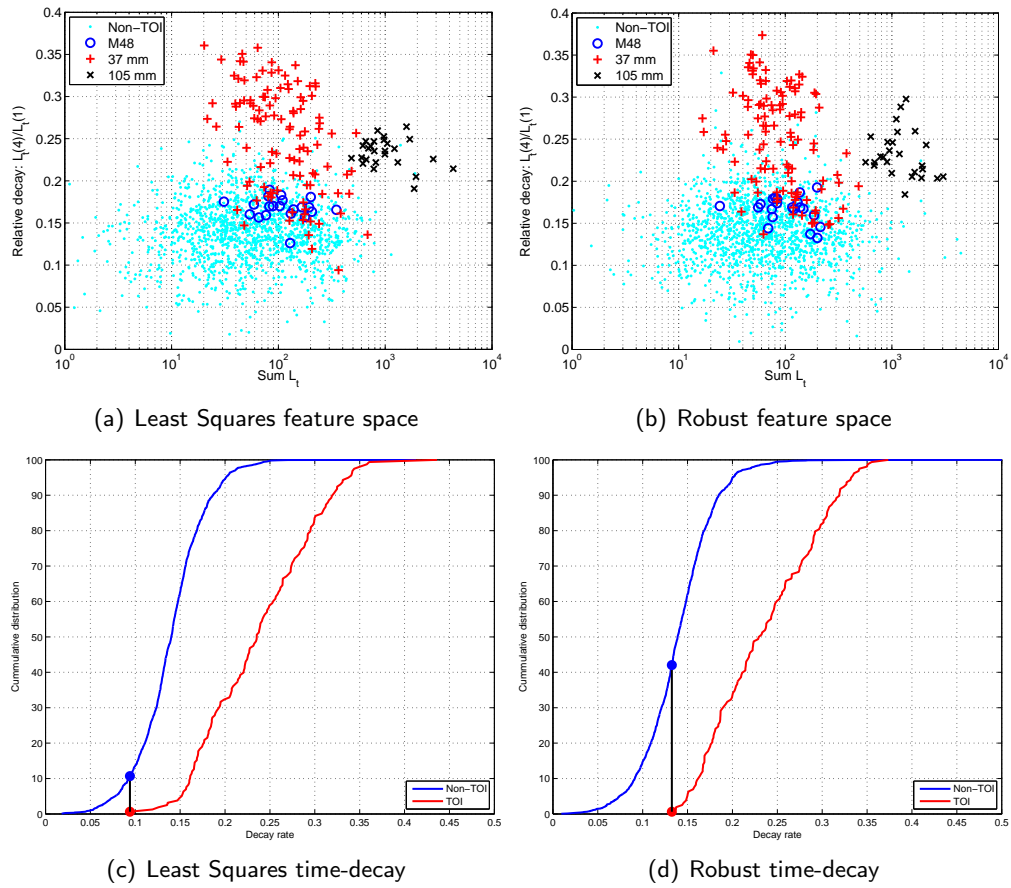 0.4
0.35
0.3
0.25
0.2
0.15
0.1
0.05
0
10^0
10^1
10^2
10^3
10^4
Relative decay: L_t(4)/L_t(1)
Sum L_t
Non−TOI
M48
37 mm
105 mm
(a) Least Squares feature space
0.4
0.35
0.3
0.25
0.2
0.15
0.1
0.05
0
10^0
10^1
10^2
10^3
10^4
Relative decay: L_t(4)/L_t(1)
Sum L_t
Non−TOI
M48
37 mm
105 mm
(b) Robust feature space
100
90
80
70
60
50
40
30
20
10
0
0 0.05 0.1 0.15 0.2 0.25 0.3 0.35 0.4 0.45 0.5
Cummulative distribution
Decay rate
Non−TOI
TOI
(c) Least Squares time-decay
100
90
80
70
60
50
40
30
20
10
0
0 0.05 0.1 0.15 0.2 0.25 0.3 0.35 0.4 0.45 0.5
Cummulative distribution
Decay rate
Non−TOI
TOI
(d) Robust time-decay